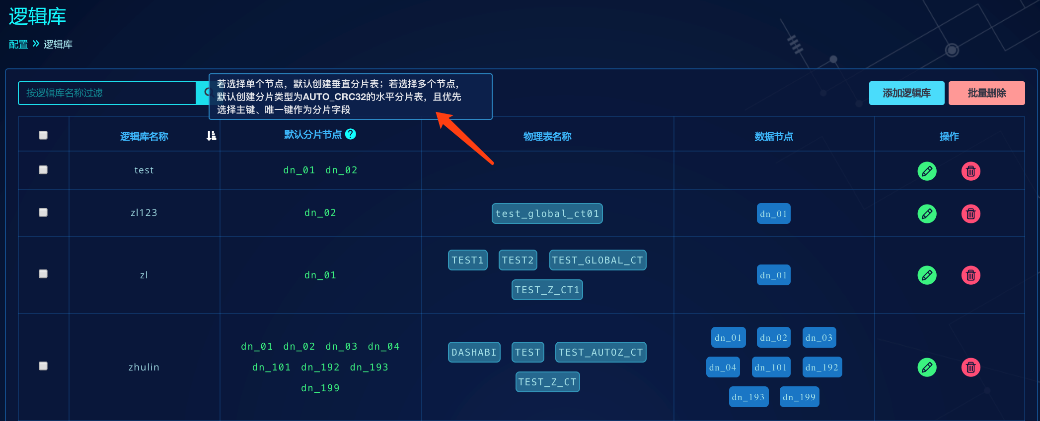 逻辑库
配置 » 逻辑库
按逻辑库名称过滤
若选择单个节点，默认创建垂直分片表；若选择多个节点，
默认创建分片类型为AUTO_CRC32的水平分片表，且优先
选择主键、唯一键作为分片字段
添加逻辑库 批量删除
逻辑库名称 默认分片节点 ? 物理表名称 数据节点 操作
test dn_01 dn_02
zl123 dn_02 test_global_ct01 dn_01
TEST1 TEST2 TEST_GLOBAL_CT
zl dn_01 dn_01
TEST_Z_CT1
dn_01 dn_02 dn_03
dn_01 dn_02 dn_03 dn_04 DASHABI TEST TEST_AUTOZ_CT
zhulin dn_101 dn_192 dn_193 dn_04 dn_101 dn_192
dn_199 TEST_Z_CT
dn_193 dn_199